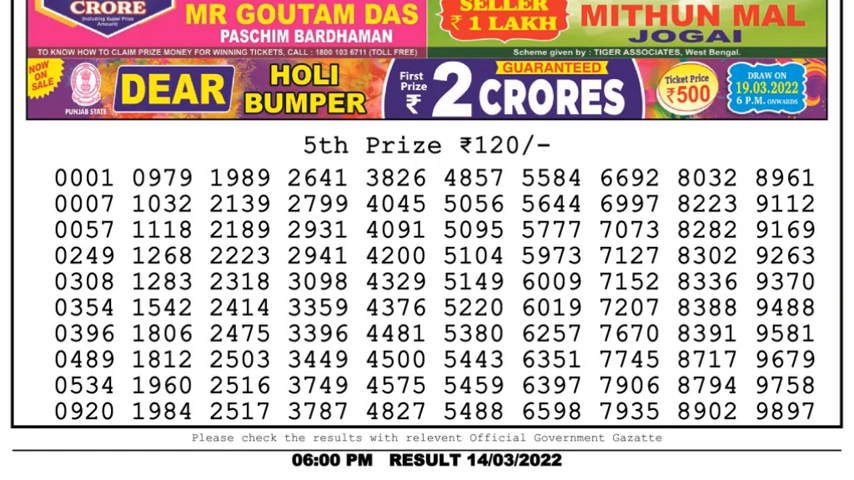 CRORE
(Including Super Prize Amount)
MR GOUTAM DAS
PASCHIM BARDHAMAN
SELLER
₹ 1 LAKH
MITHUN MAL
JOGAI
TO KNOW HOW TO CLAIM PRIZE MONEY FOR WINNING TICKETS, CALL : 1800 103 6711 (TOLL FREE)
Scheme given by : TIGER ASSOCIATES, West Bengal.
NOW ON SALE
PUNJAB STATE
DEAR
HOLI
BUMPER
First
Prize
₹
2 CRORES
GUARANTEED
Ticket Price
₹500
DRAW ON
19.03.2022
6 P.M. ONWARDS
5th Prize ₹120/-
0001 0979 1989 2641 3826 4857 5584 6692 8032 8961
0007 1032 2139 2799 4045 5056 5644 6997 8223 9112
0057 1118 2189 2931 4091 5095 5777 7073 8282 9169
0249 1268 2223 2941 4200 5104 5973 7127 8302 9263
0308 1283 2318 3098 4329 5149 6009 7152 8336 9370
0354 1542 2414 3359 4376 5220 6019 7207 8388 9488
0396 1806 2475 3396 4481 5380 6257 7670 8391 9581
0489 1812 2503 3449 4500 5443 6351 7745 8717 9679
0534 1960 2516 3749 4575 5459 6397 7906 8794 9758
0920 1984 2517 3787 4827 5488 6598 7935 8902 9897
Please check the results with relevent Official Government Gazatte
06:00 PM RESULT 14/03/2022